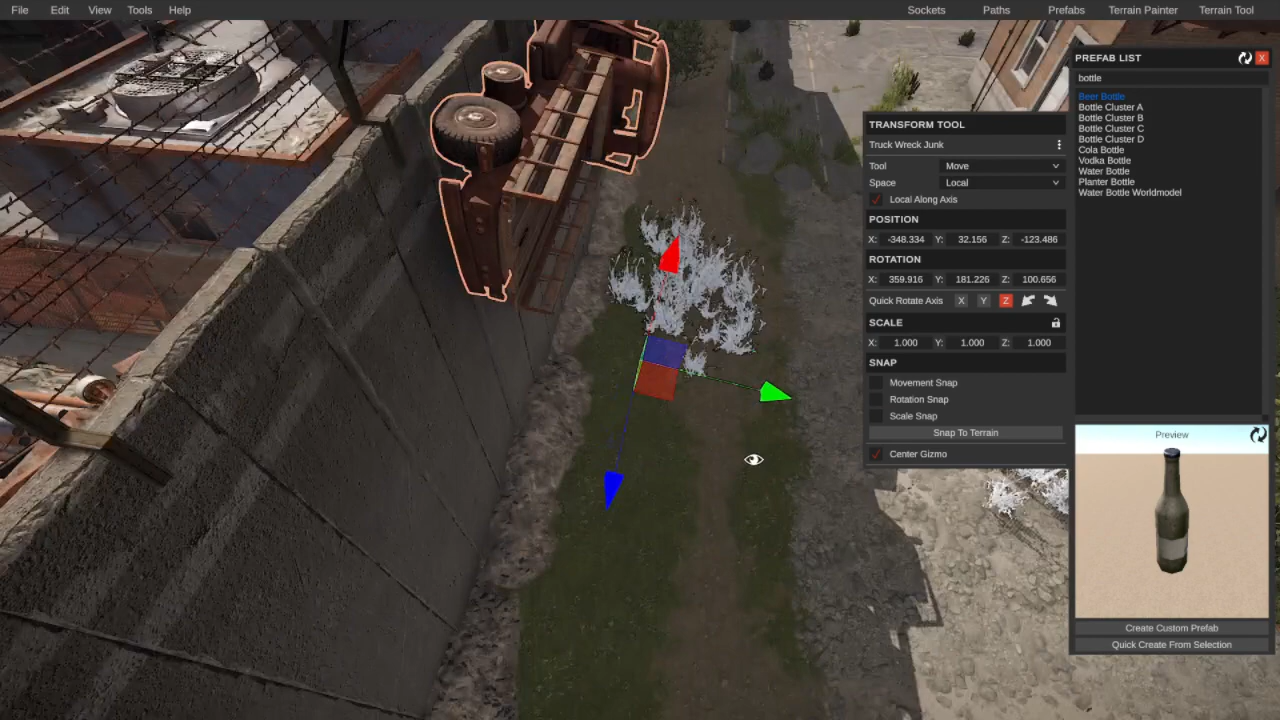 File Edit View Tools Help Sockets Paths Prefabs Terrain Painter Terrain Tool
PREFAB LIST X
bottle
Beer Bottle
Bottle Cluster A
Bottle Cluster B
Bottle Cluster C
Bottle Cluster D
Cola Bottle
Vodka Bottle
Water Bottle
Planter Bottle
Water Bottle Worldmodel
TRANSFORM TOOL
Truck Wreck Junk
Tool Move
Space Local
Local Along Axis
POSITION
X: -348.334 Y: 32.156 Z: -123.486
ROTATION
X: 359.916 Y: 181.226 Z: 100.656
Quick Rotate Axis X Y Z
SCALE
X: 1.000 Y: 1.000 Z: 1.000
SNAP
Movement Snap
Rotation Snap
Scale Snap
Snap To Terrain
Center Gizmo
Preview
Create Custom Prefab
Quick Create From Selection